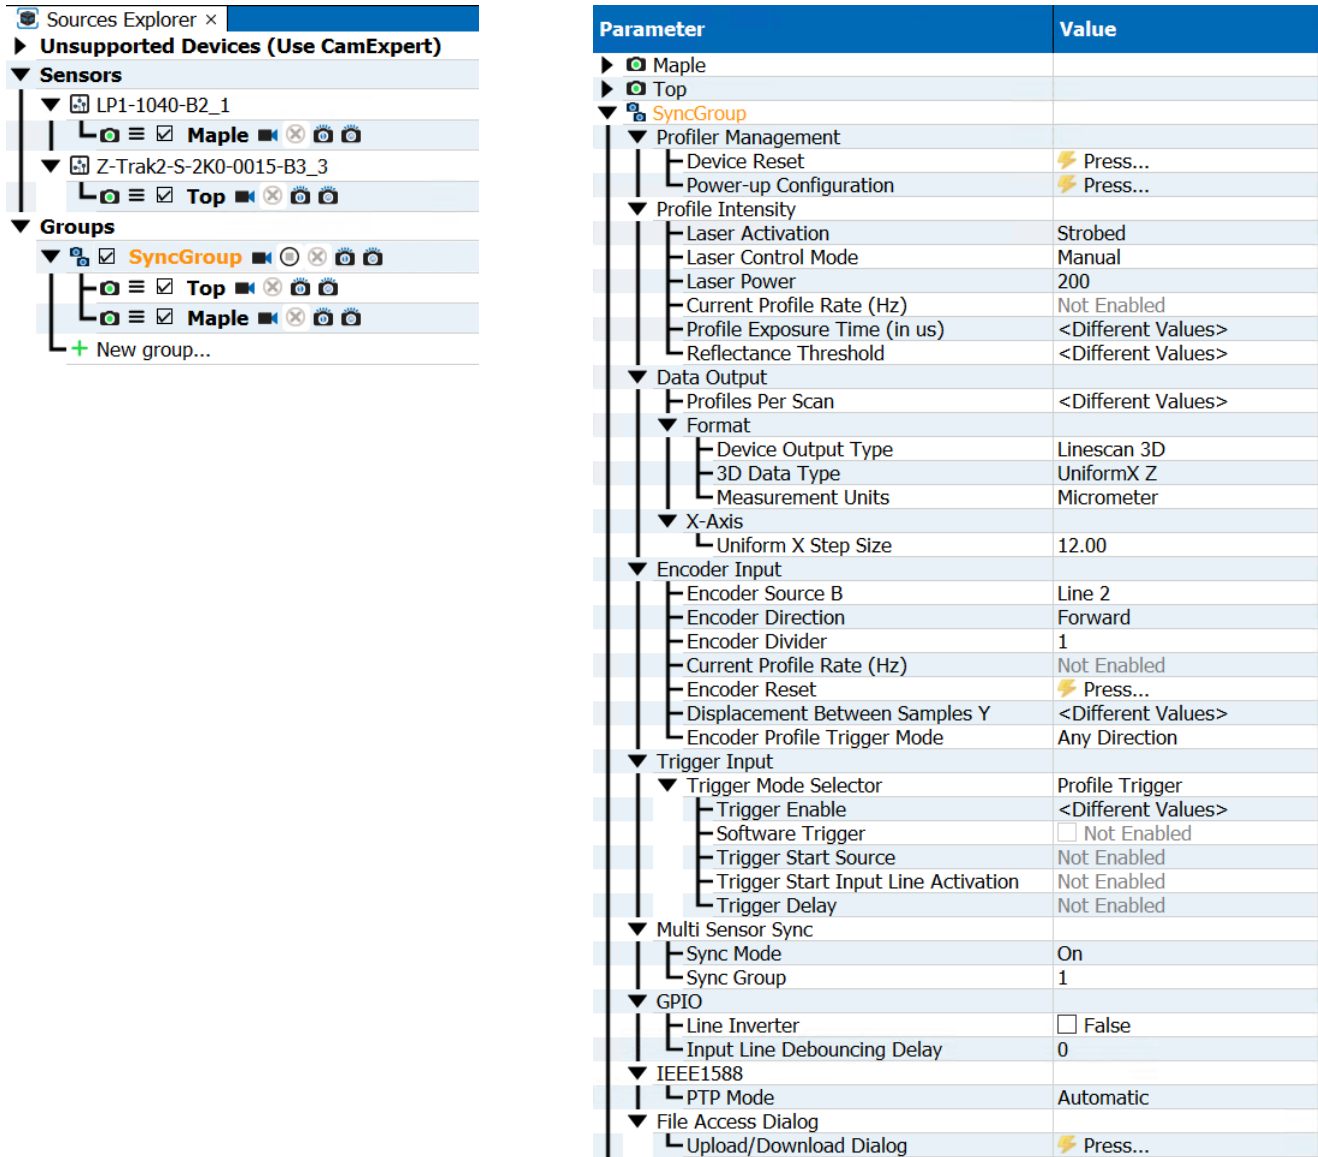 Sources Explorer ×
Unsupported Devices (Use CamExpert)
Sensors
LP1-1040-B2_1
Maple
Z-Trak2-S-2K0-0015-B3_3
Top
Groups
SyncGroup
Top
Maple
New group...
Parameter Value
Maple
Top
SyncGroup
Profiler Management
Device Reset Press...
Power-up Configuration Press...
Profile Intensity
Laser Activation Strobed
Laser Control Mode Manual
Laser Power 200
Current Profile Rate (Hz) Not Enabled
Profile Exposure Time (in us) <Different Values>
Reflectance Threshold <Different Values>
Data Output
Profiles Per Scan <Different Values>
Format
Device Output Type Linescan 3D
3D Data Type UniformX Z
Measurement Units Micrometer
X-Axis
Uniform X Step Size 12.00
Encoder Input
Encoder Source B Line 2
Encoder Direction Forward
Encoder Divider 1
Current Profile Rate (Hz) Not Enabled
Encoder Reset Press...
Displacement Between Samples Y <Different Values>
Encoder Profile Trigger Mode Any Direction
Trigger Input
Trigger Mode Selector Profile Trigger
Trigger Enable <Different Values>
Software Trigger Not Enabled
Trigger Start Source Not Enabled
Trigger Start Input Line Activation Not Enabled
Trigger Delay Not Enabled
Multi Sensor Sync
Sync Mode On
Sync Group 1
GPIO
Line Inverter False
Input Line Debouncing Delay 0
IEEE1588
PTP Mode Automatic
File Access Dialog
Upload/Download Dialog Press...